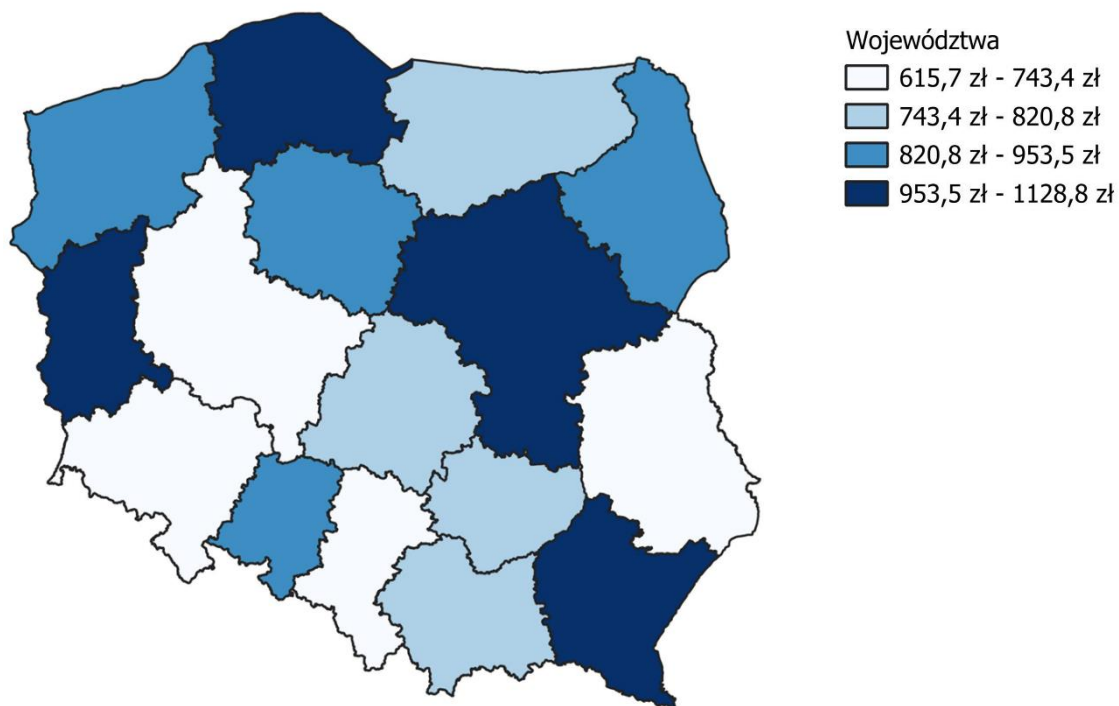 Województwa
615,7 zł - 743,4 zł
743,4 zł - 820,8 zł
820,8 zł - 953,5 zł
953,5 zł - 1128,8 zł